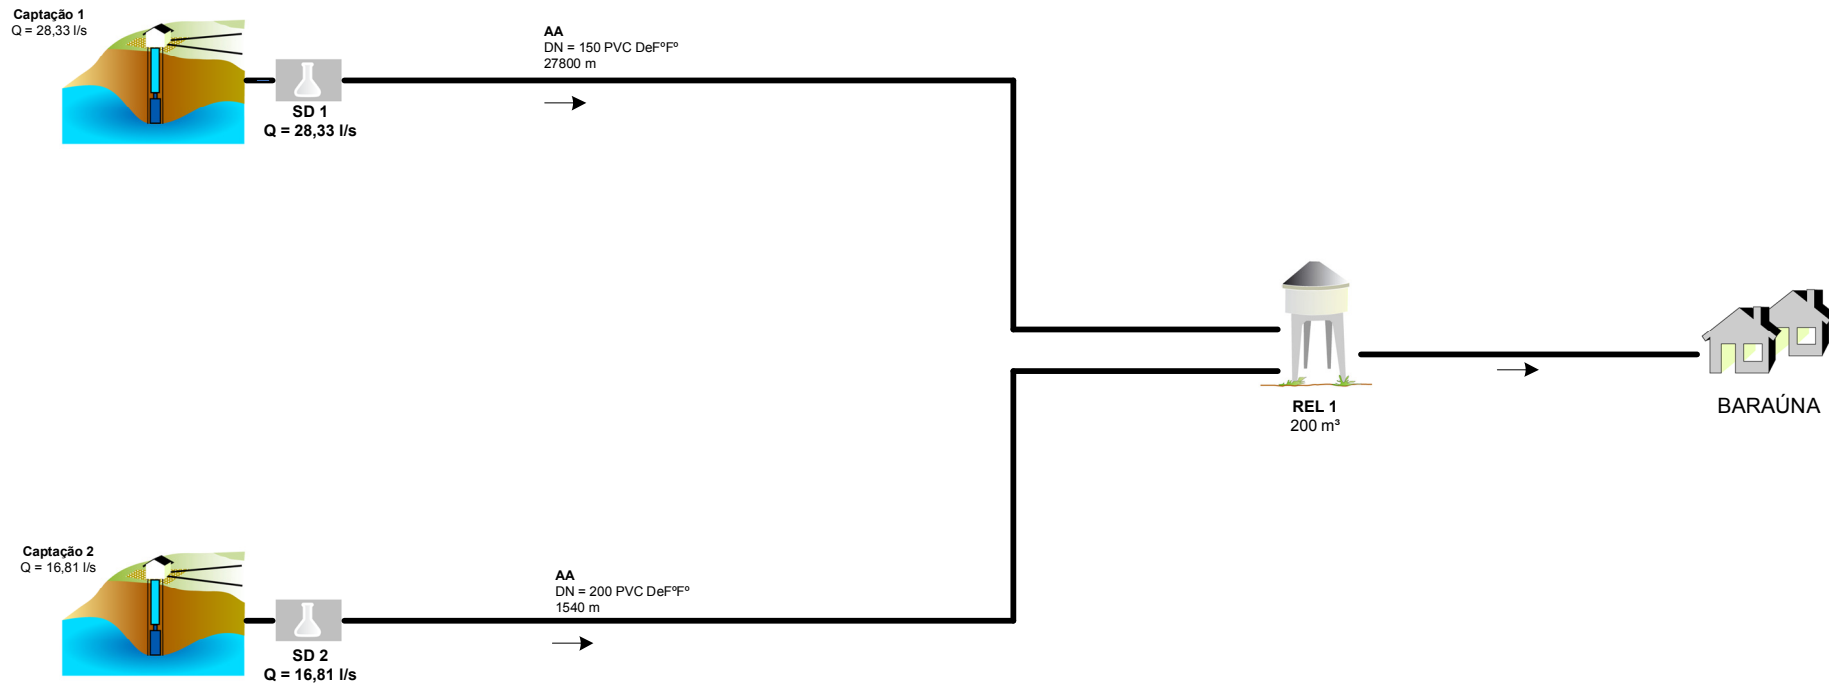 Captação 1
Q = 28,33 l/s
AA
DN = 150 PVC DeFºFº
27800 m
SD 1
Q = 28,33 l/s
REL 1
200 m³
BARAÚNA
Captação 2
Q = 16,81 l/s
AA
DN = 200 PVC DeFºFº
1540 m
SD 2
Q = 16,81 l/s